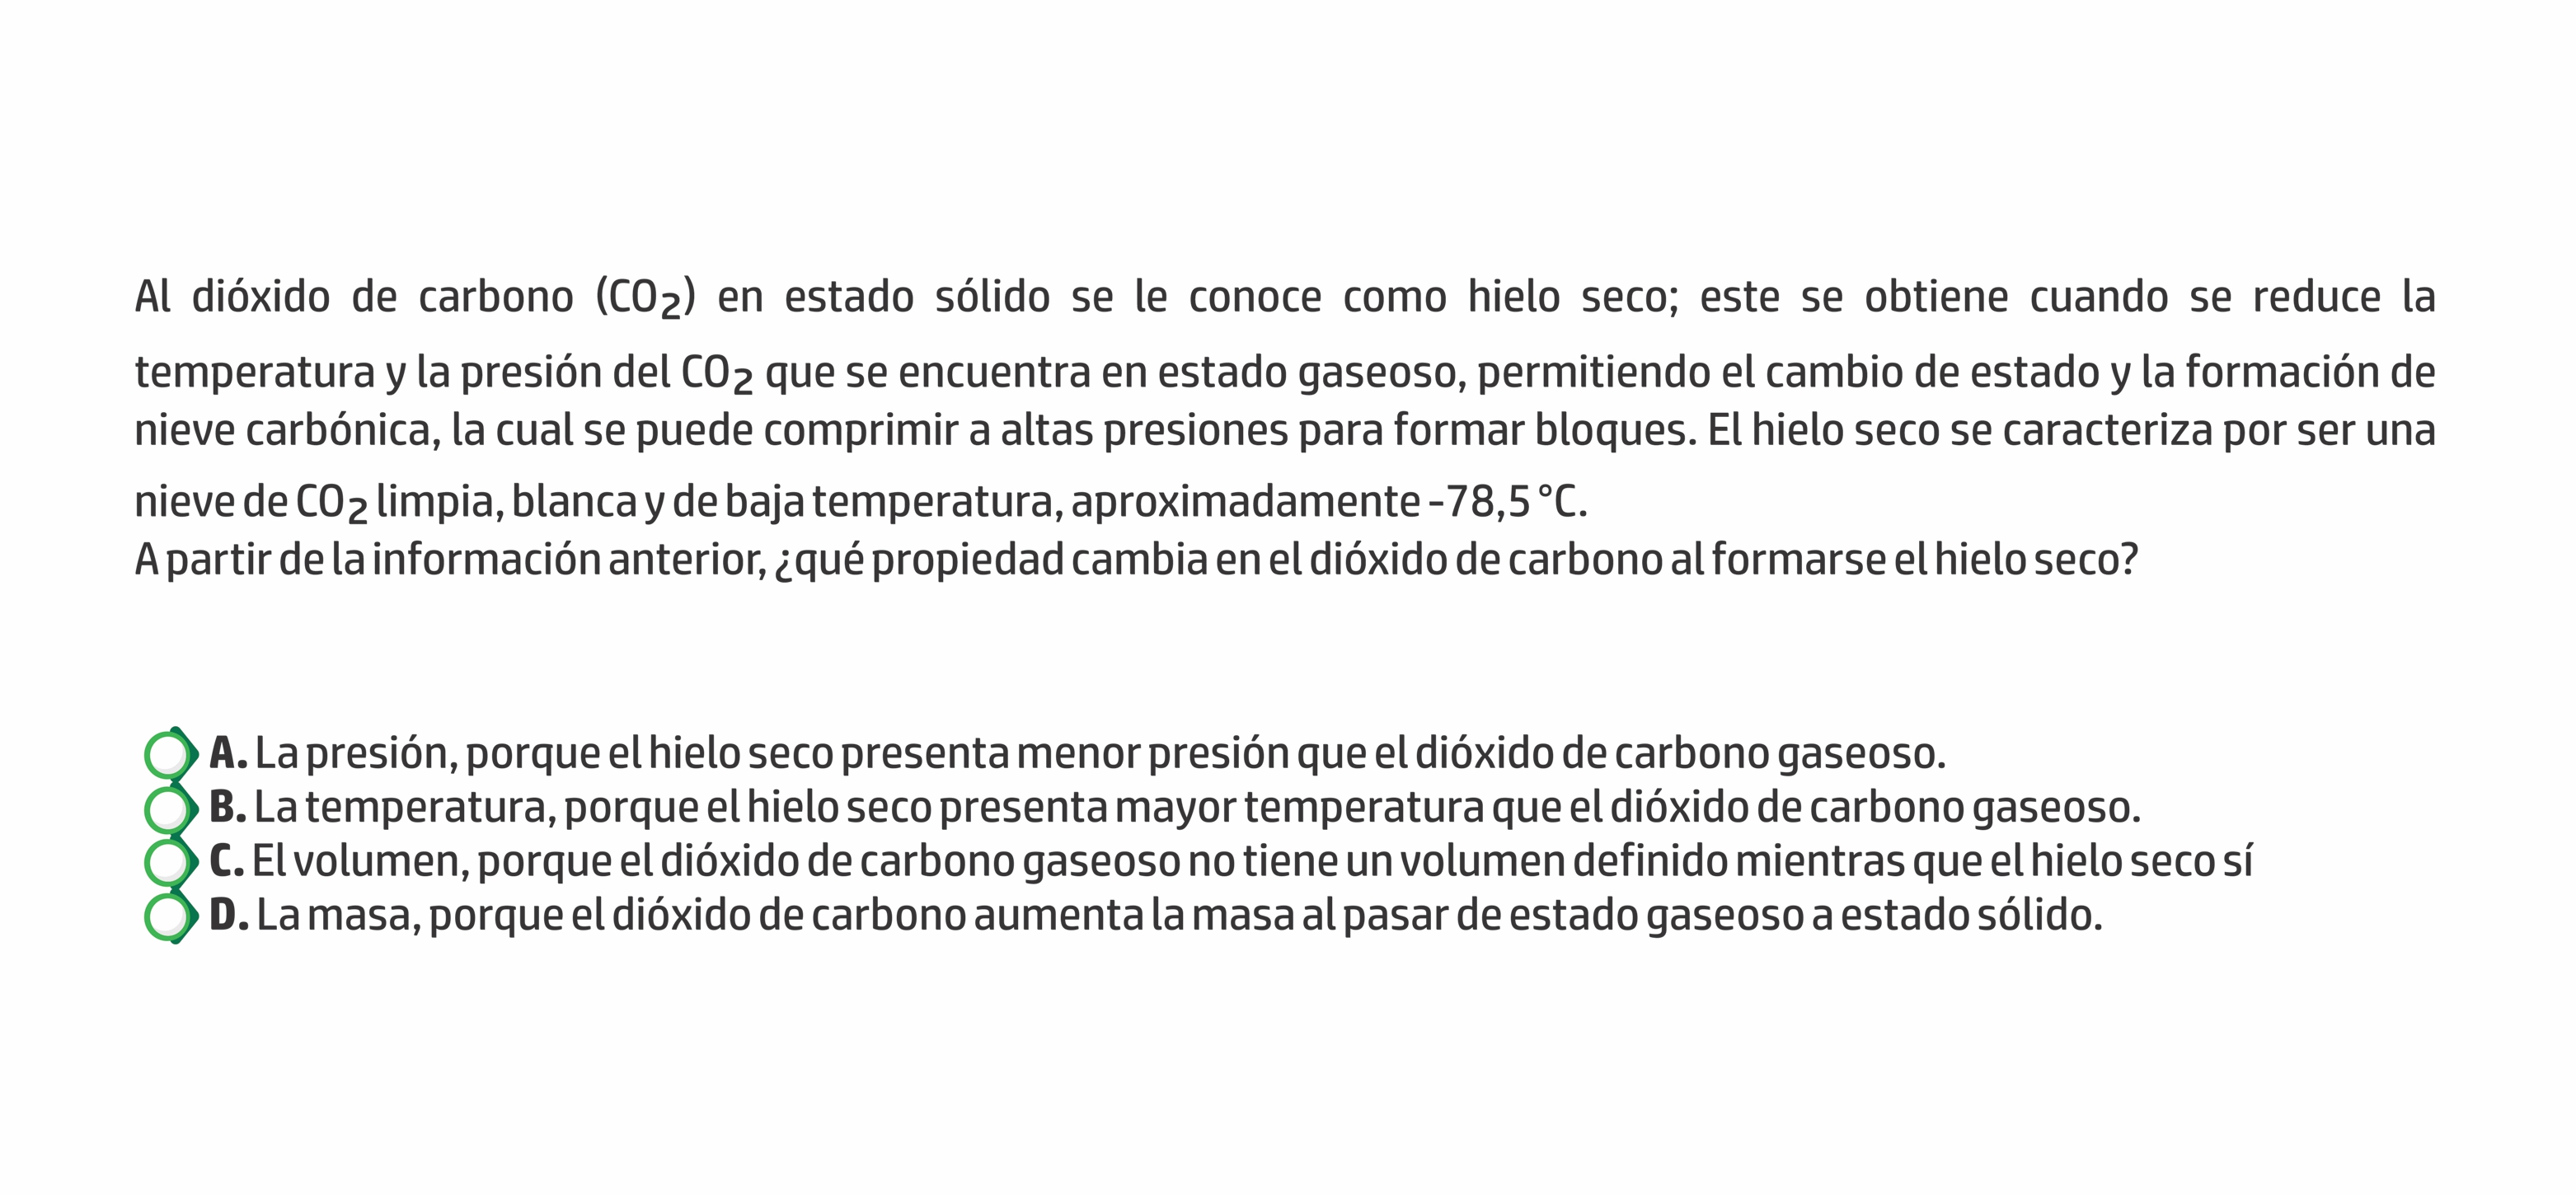 Al dióxido de carbono (CO2) en estado sólido se le conoce como hielo seco; este se obtiene cuando se reduce la
temperatura y la presión del CO2 que se encuentra en estado gaseoso, permitiendo el cambio de estado y la formación de
nieve carbónica, la cual se puede comprimir a altas presiones para formar bloques. El hielo seco se caracteriza por ser una
nieve de CO2 limpia, blanca y de baja temperatura, aproximadamente -78,5 °C.
A partir de la información anterior, ¿qué propiedad cambia en el dióxido de carbono al formarse el hielo seco?
A. La presión, porque el hielo seco presenta menor presión que el dióxido de carbono gaseoso.
B. La temperatura, porque el hielo seco presenta mayor temperatura que el dióxido de carbono gaseoso.
C. El volumen, porque el dióxido de carbono gaseoso no tiene un volumen definido mientras que el hielo seco sí
D. La masa, porque el dióxido de carbono aumenta la masa al pasar de estado gaseoso a estado sólido.